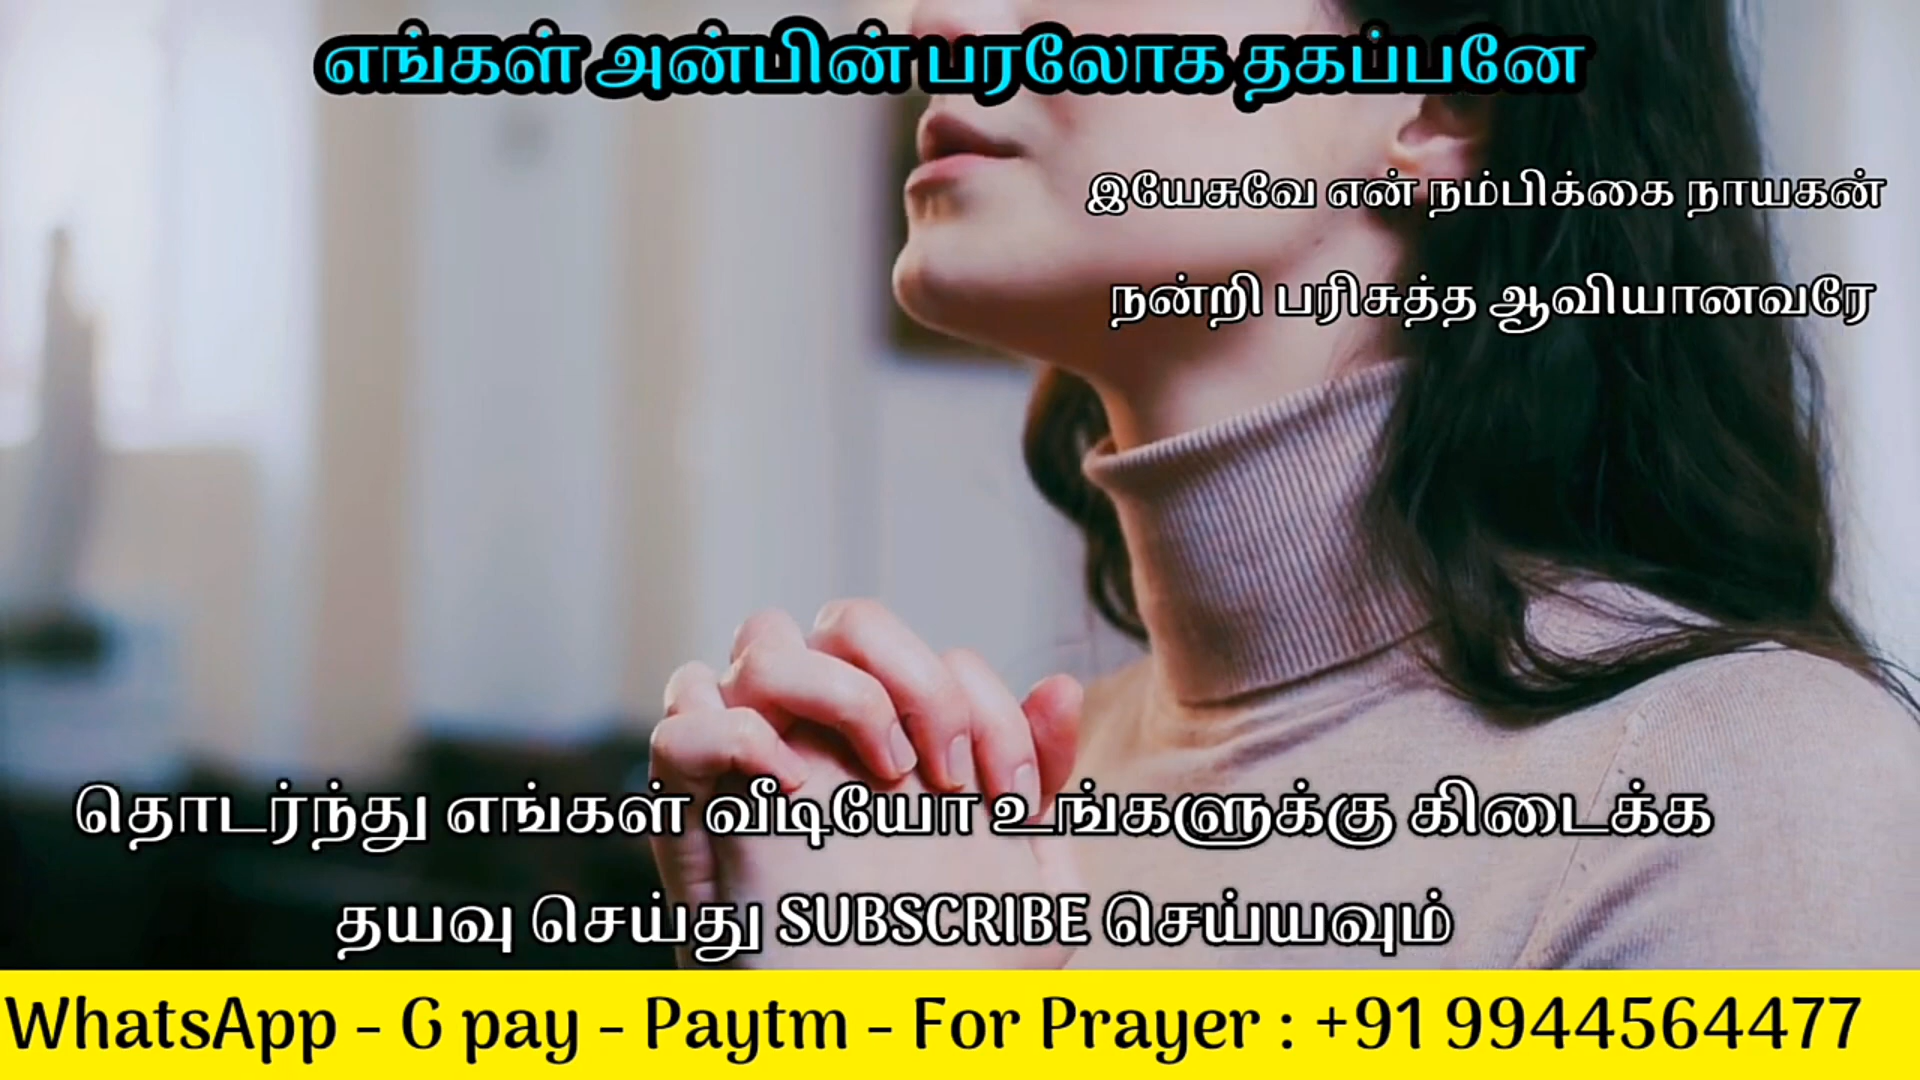 எங்கள் அன்பின் பரலோக தகப்பனே
இயேசுவே என் நம்பிக்கை நாயகன்
நன்றி பரிசுத்த ஆவியானவரே
தொடர்ந்து எங்கள் வீடியோ உங்களுக்கு கிடைக்க
தயவு செய்து SUBSCRIBE செய்யவும்
WhatsApp - G pay - Paytm - For Prayer : +91 9944564477